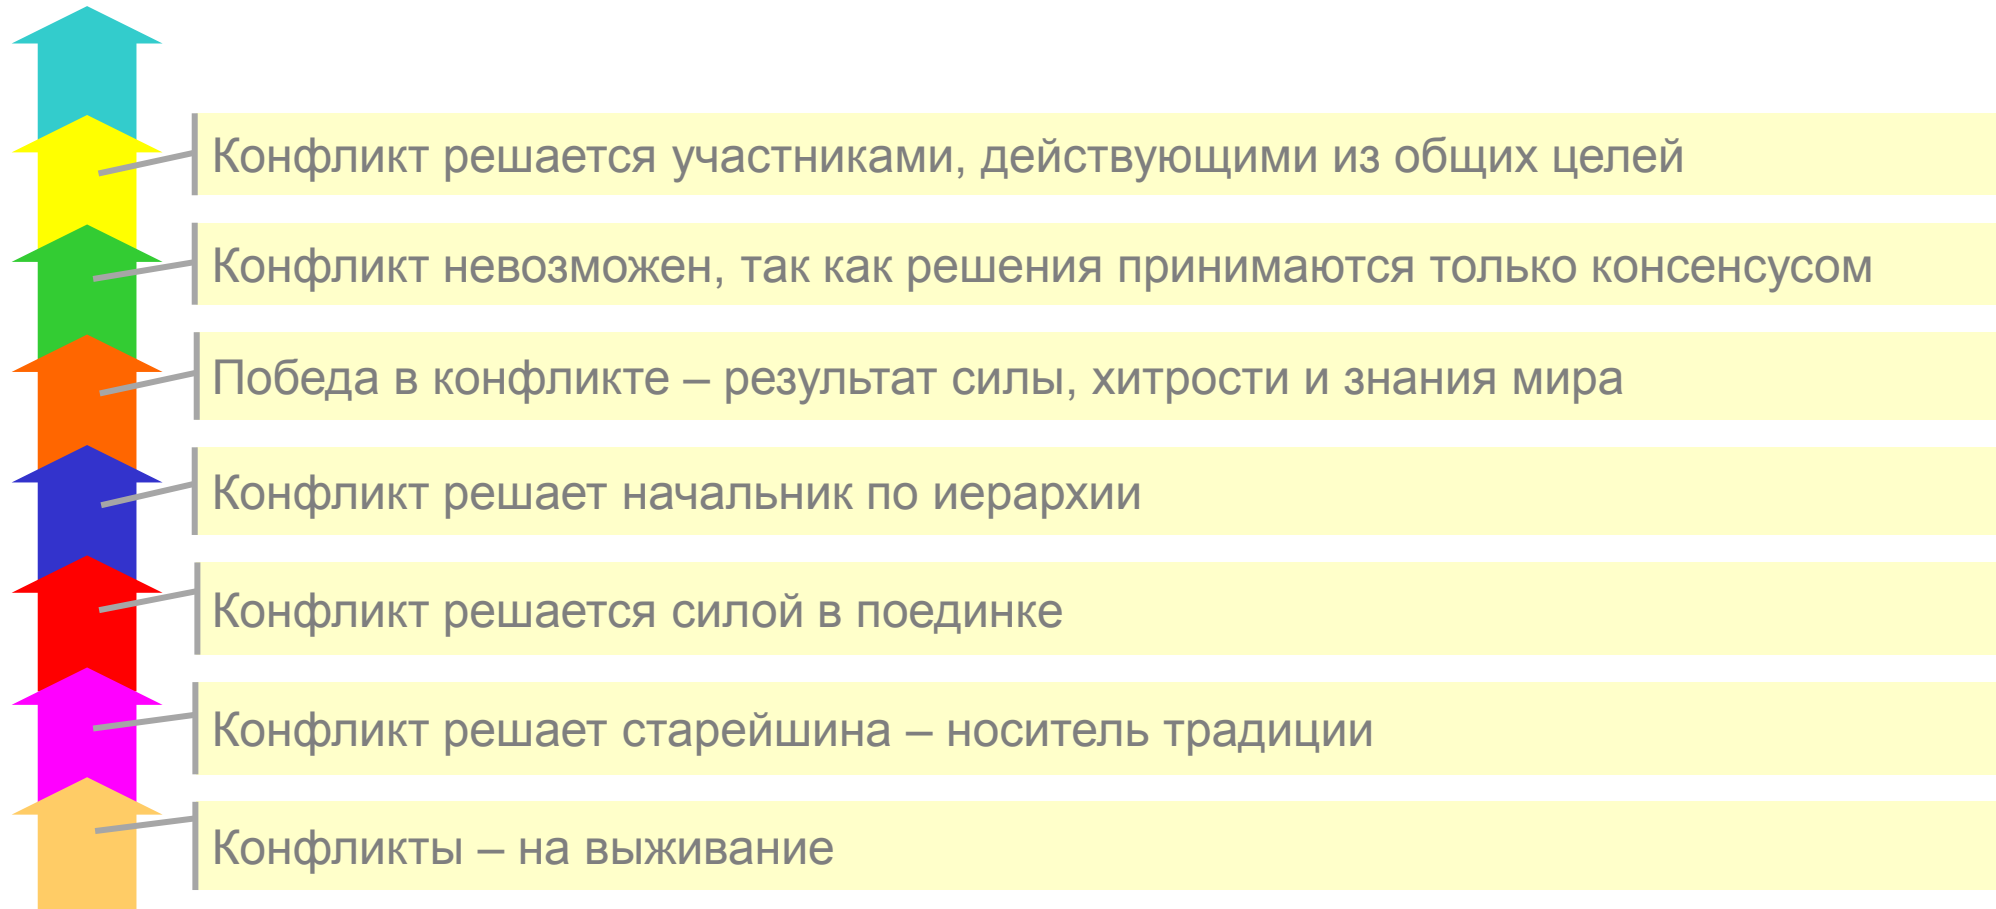 Конфликт решается участниками, действующими из общих целей
Конфликт невозможен, так как решения принимаются только консенсусом
Победа в конфликте – результат силы, хитрости и знания мира
Конфликт решает начальник по иерархии
Конфликт решается силой в поединке
Конфликт решает старейшина – носитель традиции
Конфликты – на выживание